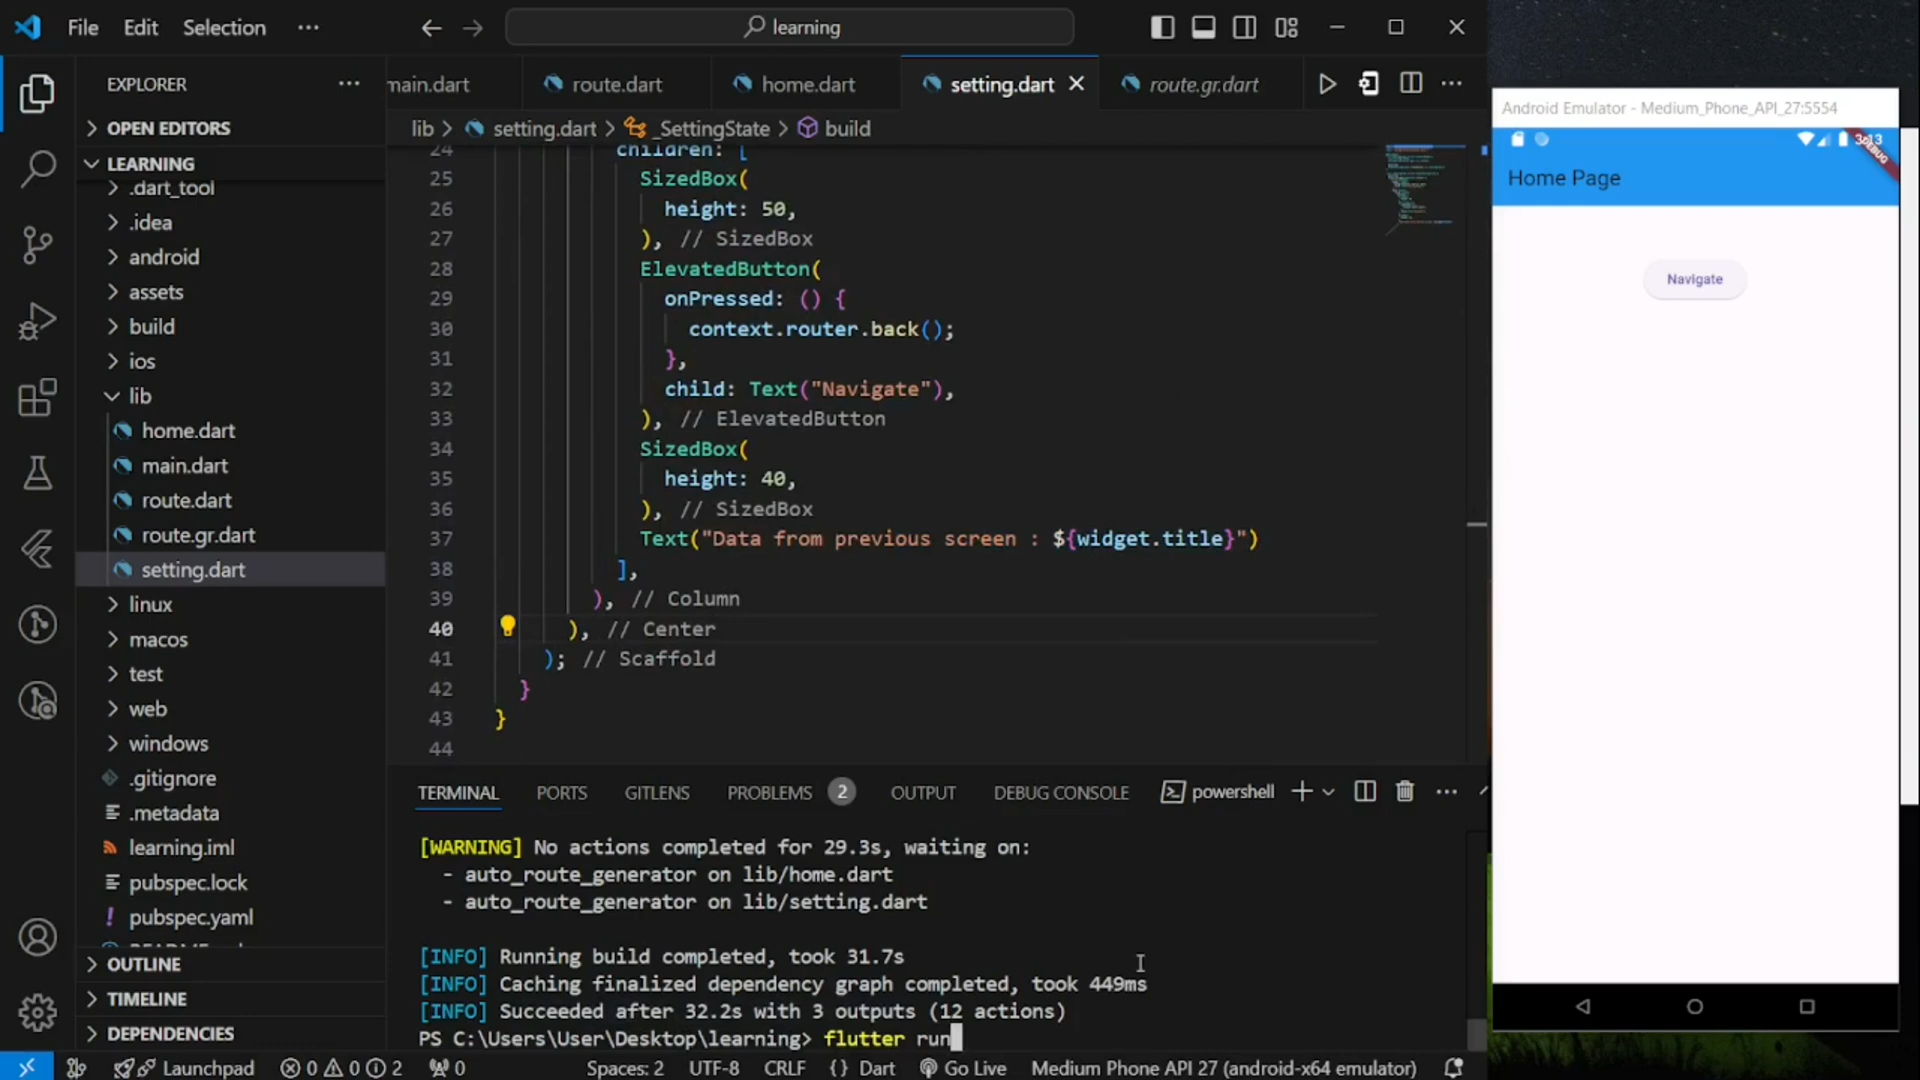 File Edit Selection ···
learning
EXPLORER
main.dart route.dart home.dart setting.dart route.gr.dart
OPEN EDITORS
lib > setting.dart > _SettingState > build
LEARNING
.dart_tool
.idea
android
assets
build
ios
lib
home.dart
main.dart
route.dart
route.gr.dart
setting.dart
linux
macos
test
web
windows
.gitignore
.metadata
learning.iml
pubspec.lock
pubspec.yaml
OUTLINE
TIMELINE
DEPENDENCIES
24 children: [
25 SizedBox(
26 height: 50,
27 ), // SizedBox
28 ElevatedButton(
29 onPressed: () {
30 context.router.back();
31 },
32 child: Text("Navigate"),
33 ), // ElevatedButton
34 SizedBox(
35 height: 40,
36 ), // SizedBox
37 Text("Data from previous screen : ${widget.title}")
38 ],
39 ), // Column
40 ), // Center
41 ); // Scaffold
42 }
43 }
44
TERMINAL PORTS GITLENS PROBLEMS 2 OUTPUT DEBUG CONSOLE powershell
[WARNING] No actions completed for 29.3s, waiting on:
- auto_route_generator on lib/home.dart
- auto_route_generator on lib/setting.dart
[INFO] Running build completed, took 31.7s
[INFO] Caching finalized dependency graph completed, took 449ms
[INFO] Succeeded after 32.2s with 3 outputs (12 actions)
PS C:\Users\User\Desktop\learning> flutter run
Launchpad 0 0 2 0 Spaces: 2 UTF-8 CRLF {} Dart Go Live Medium Phone API 27 (android-x64 emulator)
Android Emulator - Medium_Phone_API_27:5554
DEBUG
Home Page
Navigate